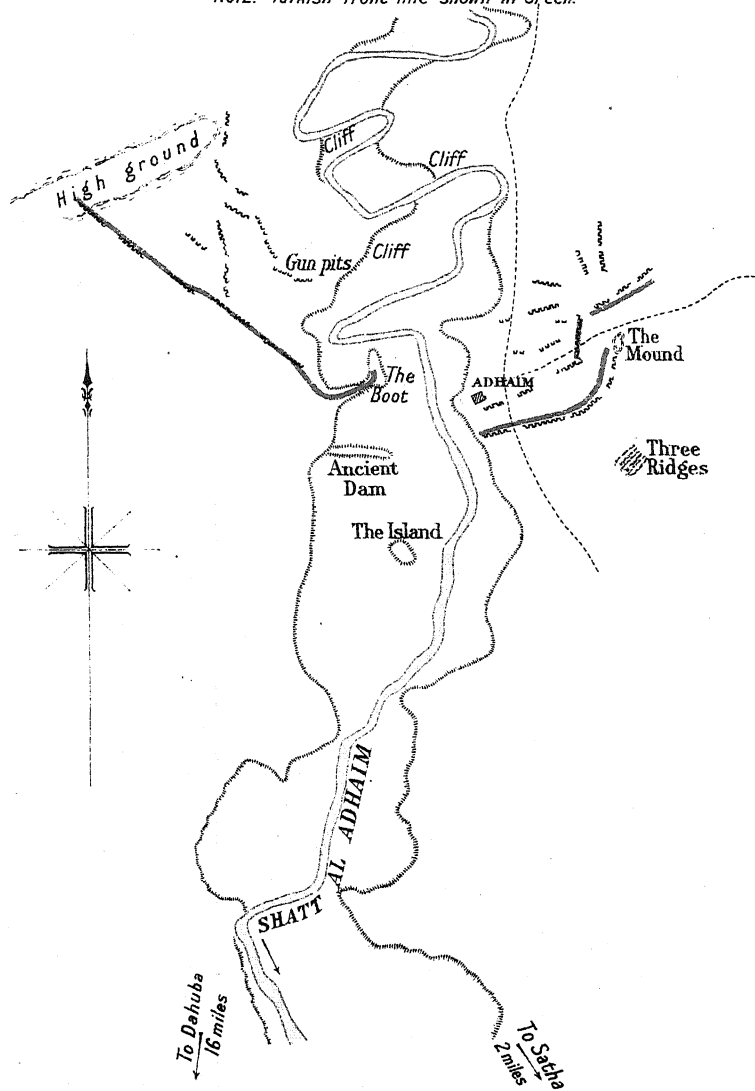 NOTE: Turkish front line shown in Green.
Cliff
Cliff
High ground
Cliff
Gun pits
The
Mound
The
Boot
ADHAIM
Three
Ridges
Ancient
Dam
The Island
SHATT AL ADHAIM
To Dahuba
16 miles
To Satha
2 miles